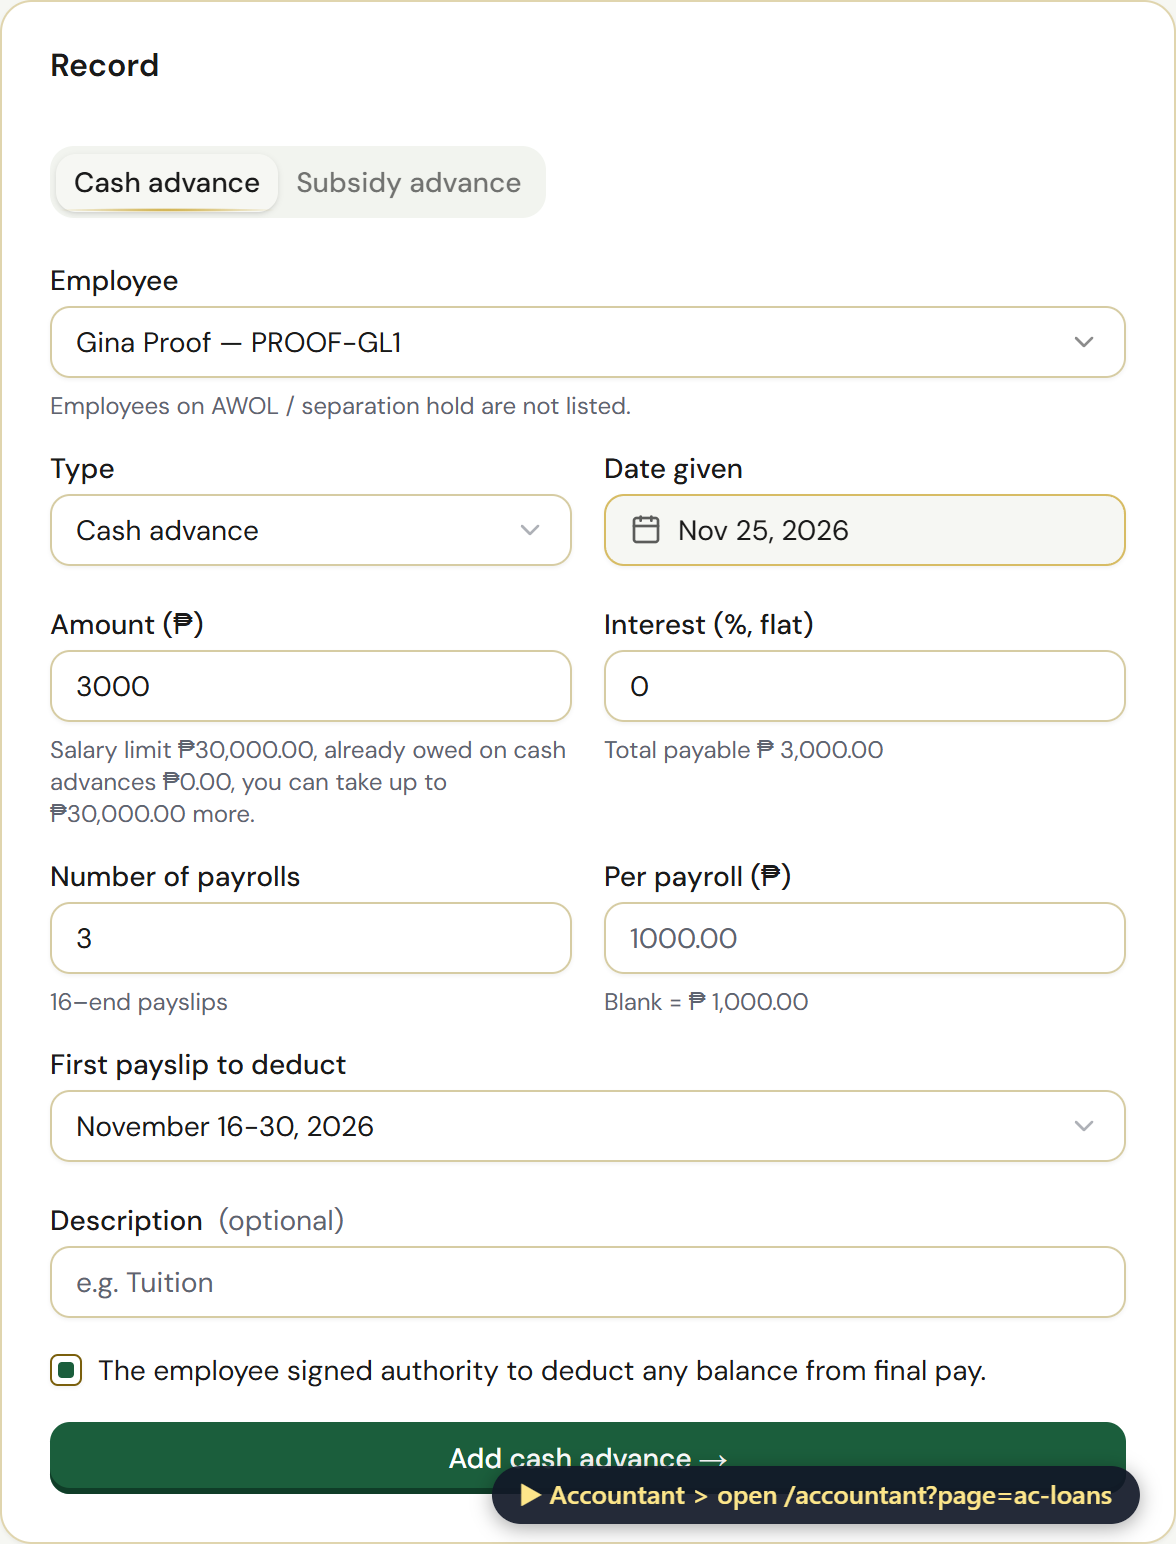 Record
Cash advance
Subsidy advance
Employee
Gina Proof — PROOF-GL1
Employees on AWOL / separation hold are not listed.
Type
Date given
Cash advance
Nov 25, 2026
Amount (₱)
Interest (%, flat)
3000
0
Salary limit ₱30,000.00, already owed on cash
advances ₱0.00, you can take up to
₱30,000.00 more.
Total payable ₱ 3,000.00
Number of payrolls
Per payroll (₱)
3
1000.00
16–end payslips
Blank = ₱ 1,000.00
First payslip to deduct
November 16-30, 2026
Description (optional)
e.g. Tuition
The employee signed authority to deduct any balance from final pay.
Add cash advance →
▶ Accountant > open /accountant?page=ac-loans